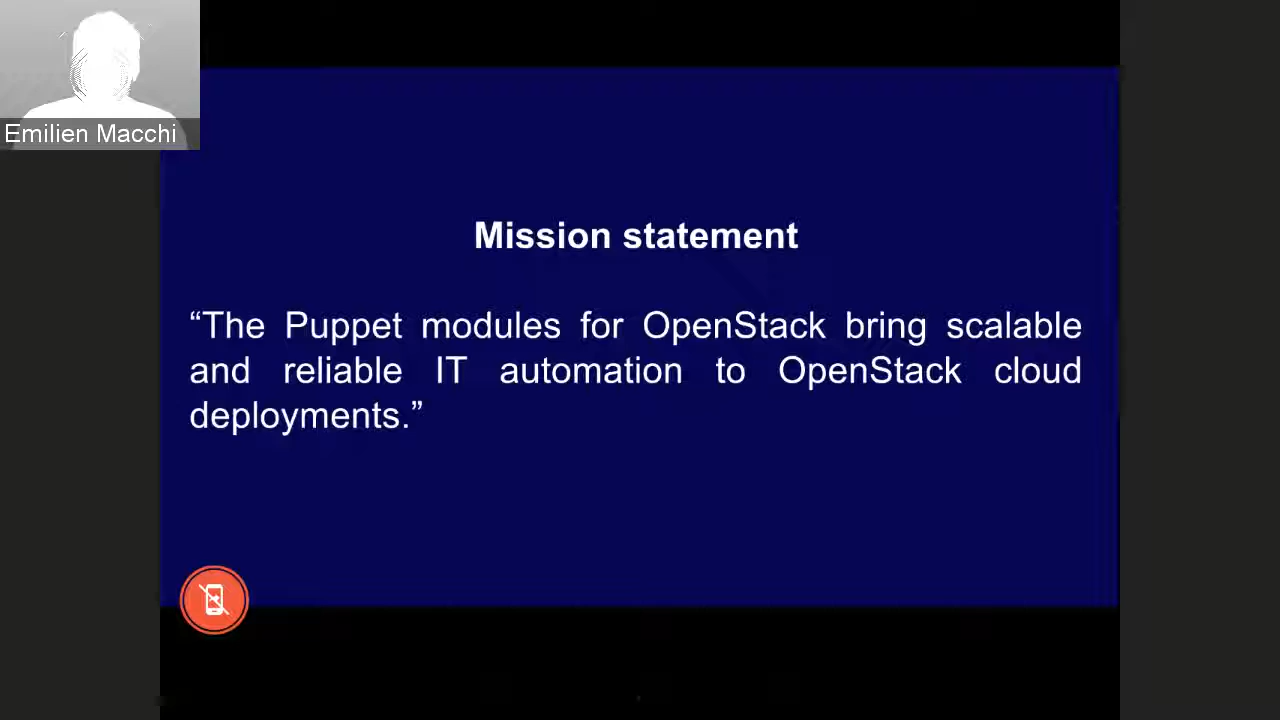 Emilien Macchi
Mission statement
“The Puppet modules for OpenStack bring scalable
and reliable IT automation to OpenStack cloud
deployments.”